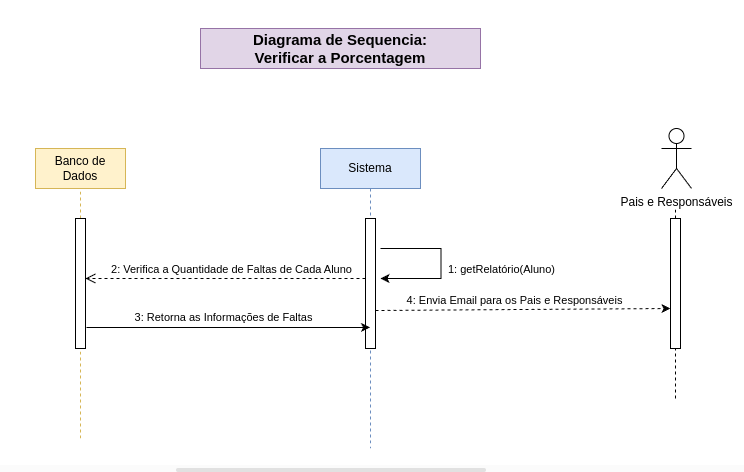 Diagrama de Sequencia:
Verificar a Porcentagem
Banco de
Dados
Sistema
Pais e Responsáveis
1: getRelatório(Aluno)
2: Verifica a Quantidade de Faltas de Cada Aluno
4: Envia Email para os Pais e Responsáveis
3: Retorna as Informações de Faltas